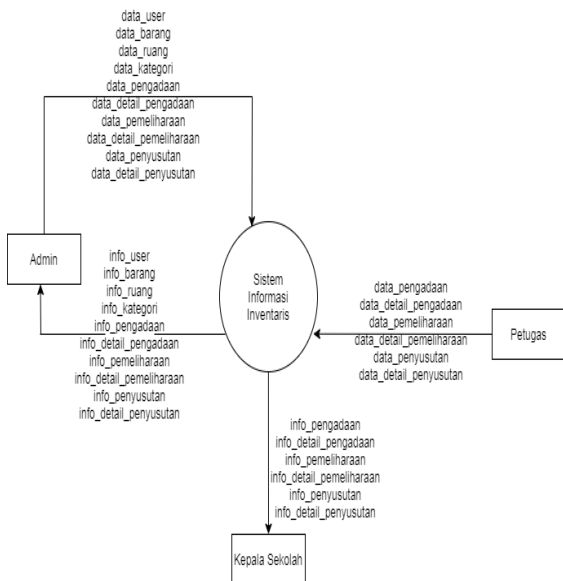 data_user
data_barang
data_ruang
data_kategori
data_pengadaan
data_detail_pengadaan
data_pemeliharaan
data_detail_pemeliharaan
data_penyusutan
data_detail_penyusutan
Admin
info_user
info_barang
info_ruang
info_kategori
info_pengadaan
info_detail_pengadaan
info_pemeliharaan
info_detail_pemeliharaan
info_penyusutan
info_detail_penyusutan
Sistem
Informasi
Inventaris
data_pengadaan
data_detail_pengadaan
data_pemeliharaan
data_detail_pemeliharaan
data_penyusutan
data_detail_penyusutan
Petugas
info_pengadaan
info_detail_pengadaan
info_pemeliharaan
info_detail_pemeliharaan
info_penyusutan
info_detail_penyusutan
Kepala Sekolah